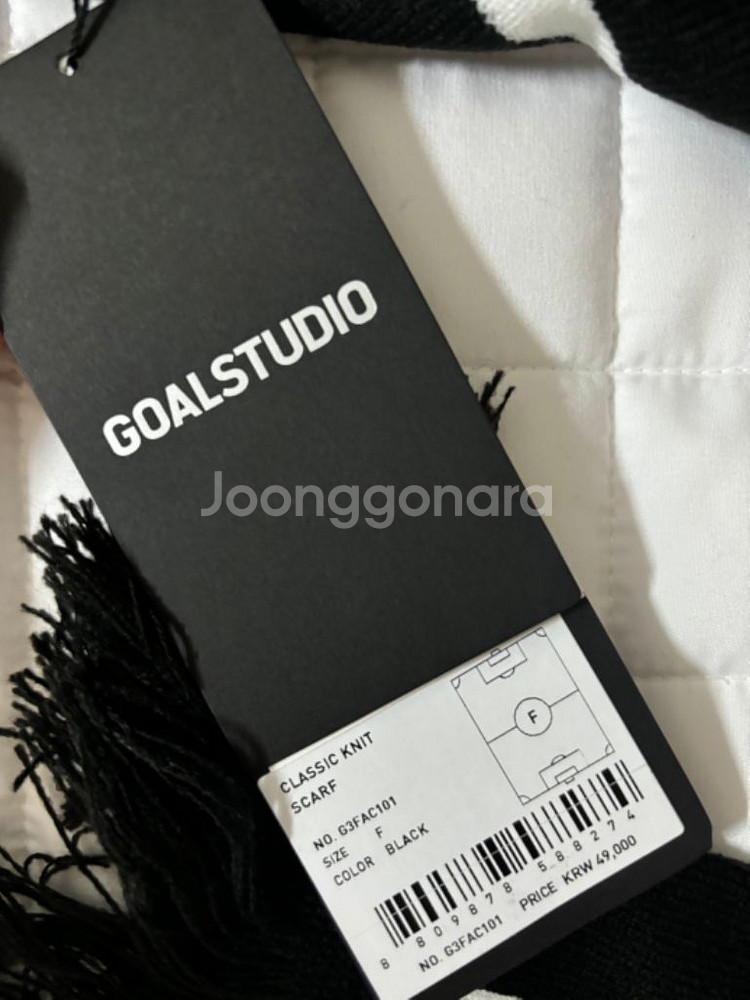 GOALSTUDIO
Joonggonara
CLASSIC KNIT
SCARF
F
NO. G3FAC101
SIZE F
COLOR BLACK
8 809878 588274
NO. G3FAC101 PRICE KRW 49,000